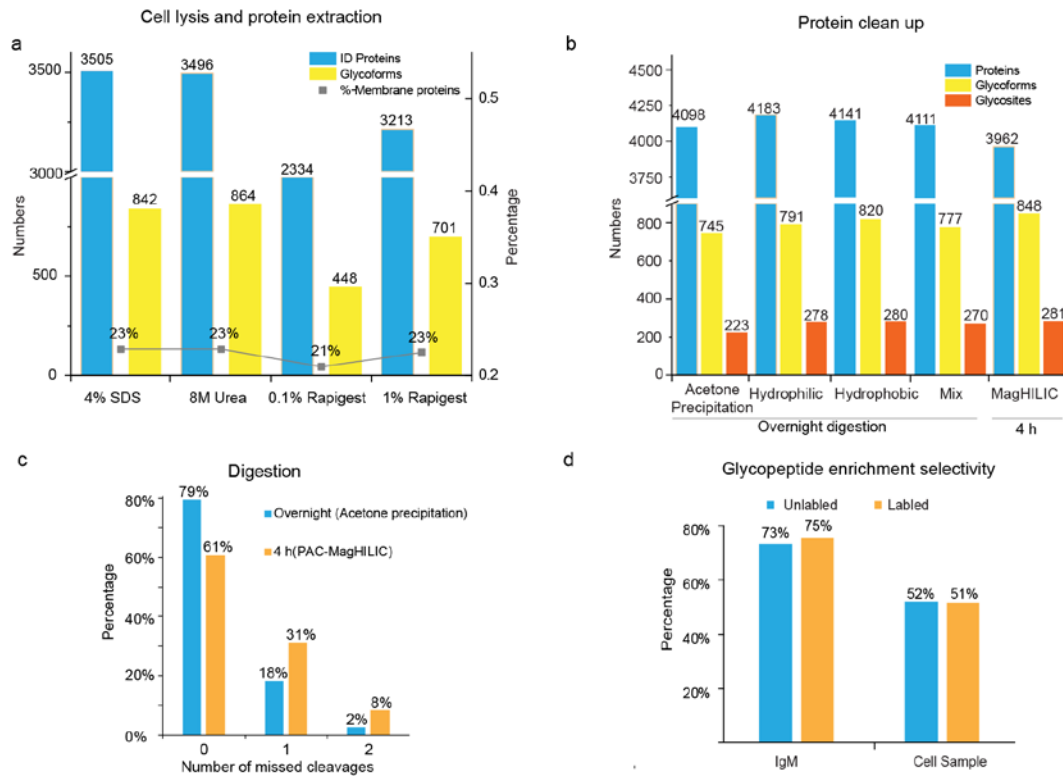 Cell lysis and protein extraction
a
3505
3496
3213
2334
842
864
448
701
23%
23%
21%
23%
ID Proteins
Glycoforms
%-Membrane proteins
3500
3000
500
0
Numbers
0.5
0.4
0.3
0.2
Percentage
4% SDS
8M Urea
0.1% Rapigest
1% Rapigest
Protein clean up
b
Proteins
Glycoforms
Glycosites
4500
4250
4000
3750
800
600
400
200
0
Numbers
4098
4183
4141
4111
3962
745
791
820
777
848
223
278
280
270
281
Acetone
Precipitation
Hydrophilic
Hydrophobic
Mix
MagHILIC
Overnight digestion
4 h
c
Digestion
79%
61%
18%
31%
2%
8%
Overnight (Acetone precipitation)
4 h(PAC-MagHILIC)
80%
60%
40%
20%
0%
Percentage
0
1
2
Number of missed cleavages
d
Glycopeptide enrichment selectivity
Unlabled
Labled
80%
60%
40%
20%
Percentage
73%
75%
52%
51%
IgM
Cell Sample